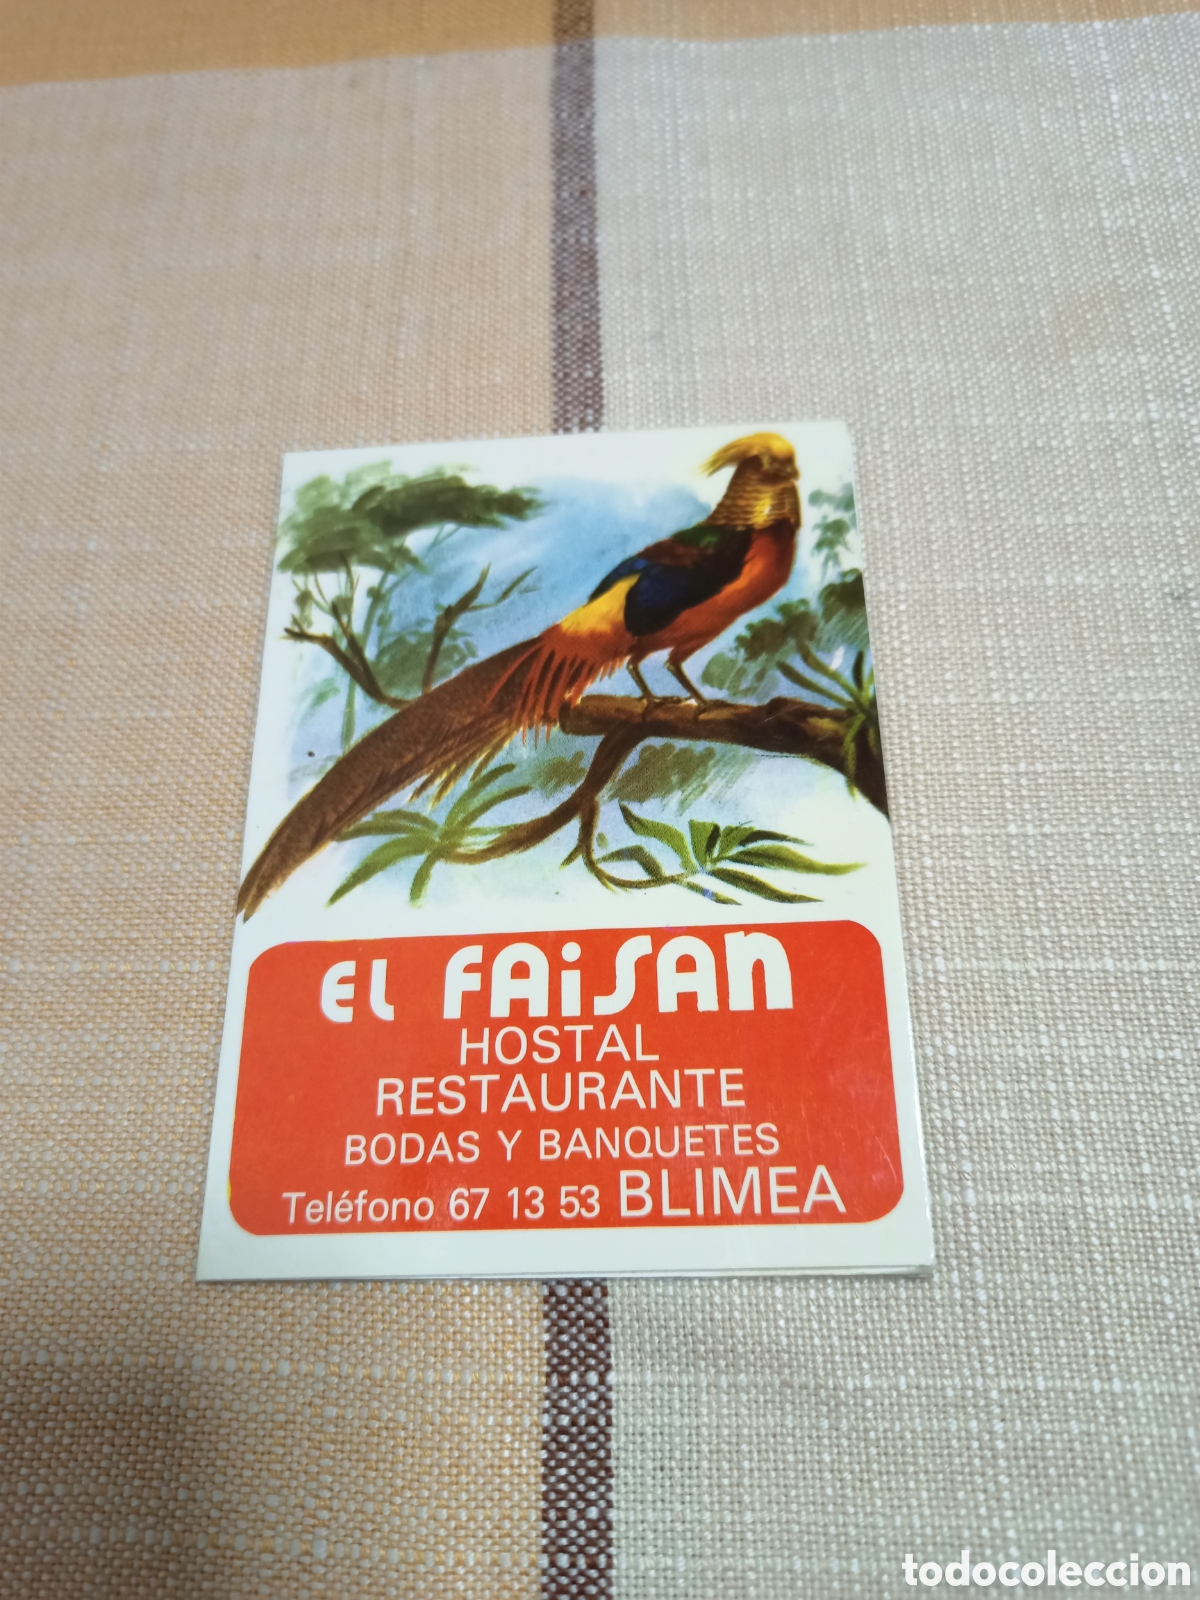 EL FAiSAN
HOSTAL
RESTAURANTE
BODAS Y BANQUETES
Teléfono 67 13 53 BLIMEA
todocoleccion